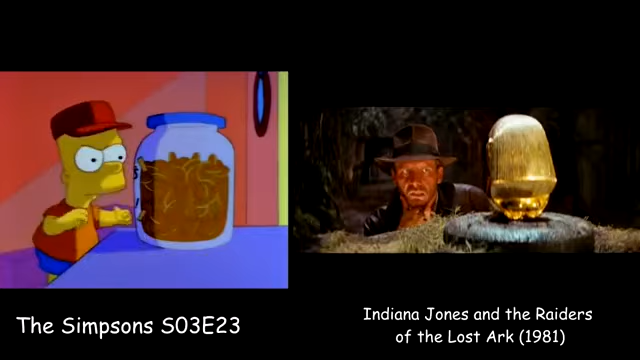 The Simpsons S03E23
Indiana Jones and the Raiders
of the Lost Ark (1981)